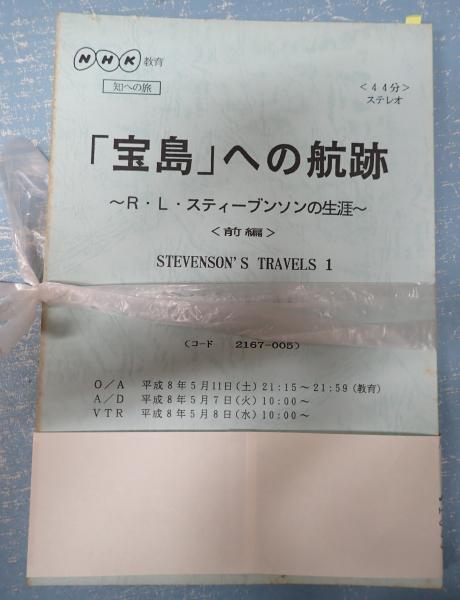 NHK 教育
知への旅
＜４４分＞
ステレオ
「宝島」への航跡
～R・L・スティーブンソンの生涯～
＜前編＞
STEVENSON'S TRAVELS 1
(コード 2167-005)
O／A 平成8年5月11日(土) 21:15～21:59 (教育)
A／D 平成8年5月7日(火) 10:00～
VTR 平成8年5月8日(水) 10:00～